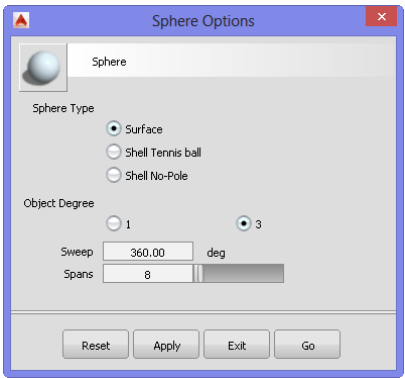 Sphere Options
Sphere
Sphere Type
Surface
Shell Tennis ball
Shell No-Pole
Object Degree
1 3
Sweep 360.00 deg
Spans 8
Reset Apply Exit Go